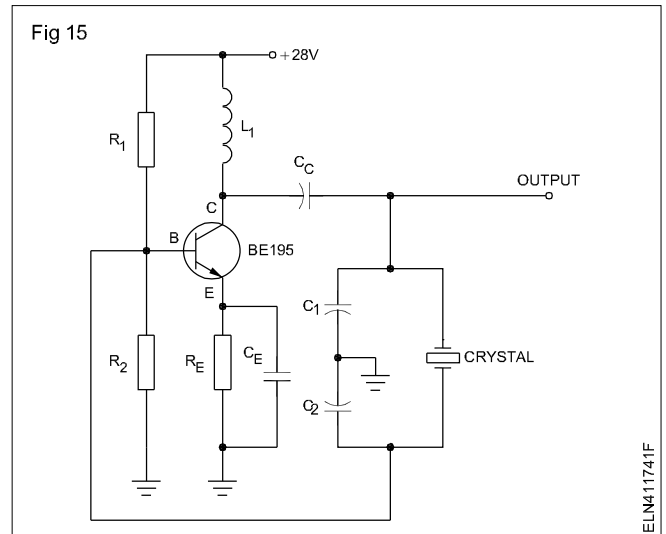 Fig 15
+28V
R1
L1
CC
OUTPUT
C
B
BE195
E
C1
R2
RE
CE
CRYSTAL
C2
ELN411741F